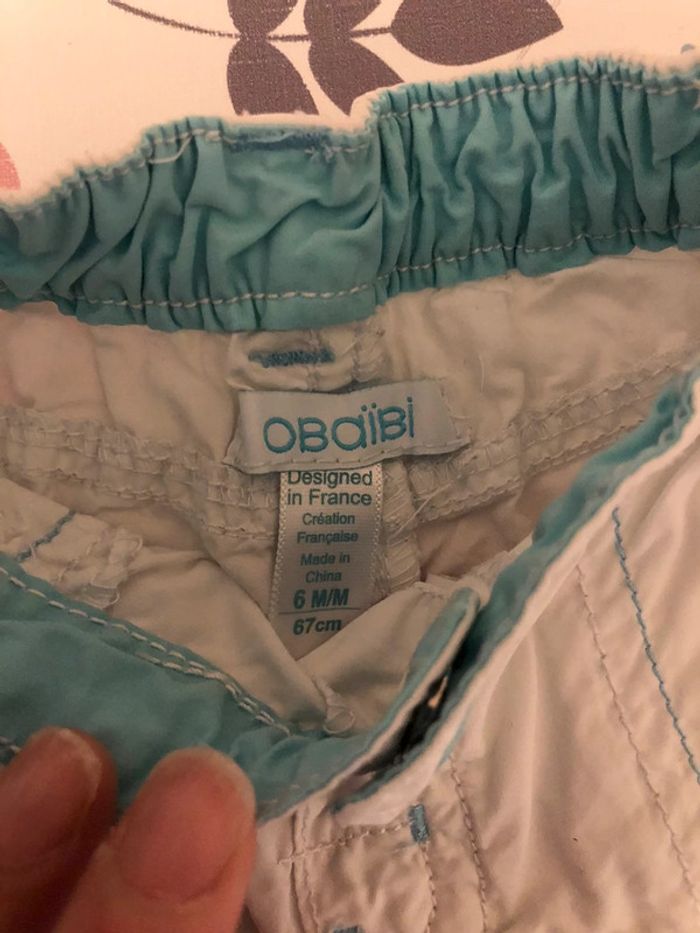 OBaïBi
Designed
in France
Création
Française
Made in
China
6 M/M
67cm